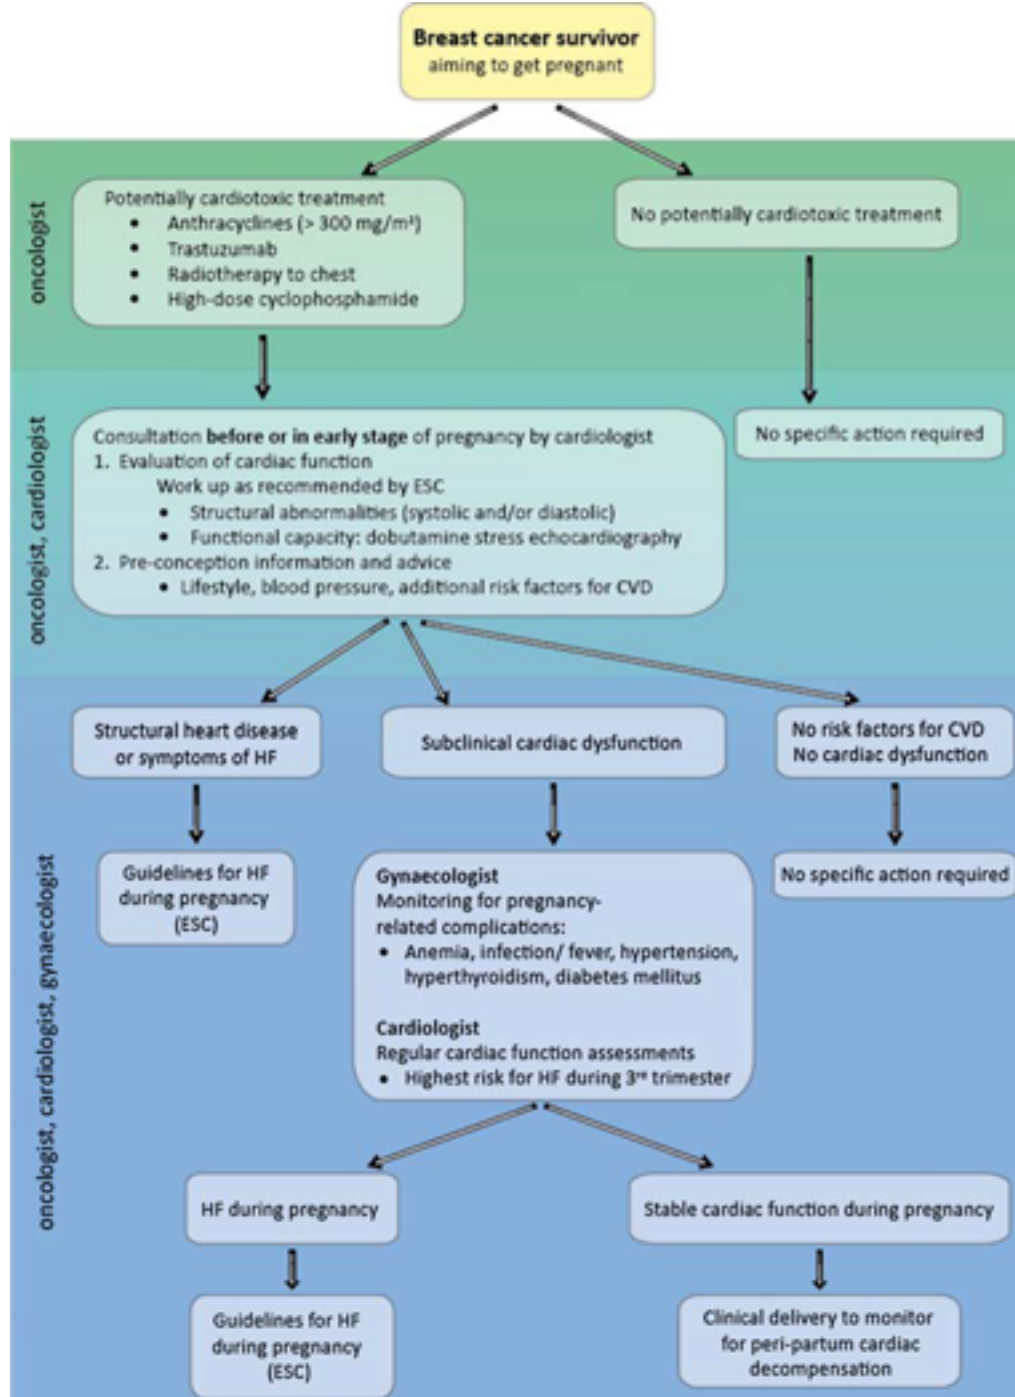 Breast cancer survivor
aiming to get pregnant
oncologist
Potentially cardiotoxic treatment
• Anthracyclines (> 300 mg/m²)
• Trastuzumab
• Radiotherapy to chest
• High-dose cyclophosphamide
No potentially cardiotoxic treatment
oncologist, cardiologist
Consultation before or in early stage of pregnancy by cardiologist
1. Evaluation of cardiac function
Work up as recommended by ESC
• Structural abnormalities (systolic and/or diastolic)
• Functional capacity: dobutamine stress echocardiography
2. Pre-conception information and advice
• Lifestyle, blood pressure, additional risk factors for CVD
No specific action required
oncologist, cardiologist, gynaecologist
Structural heart disease
or symptoms of HF
Subclinical cardiac dysfunction
No risk factors for CVD
No cardiac dysfunction
Guidelines for HF
during pregnancy
(ESC)
Gynaecologist
Monitoring for pregnancy-
related complications:
• Anemia, infection/ fever, hypertension,
hyperthyroidism, diabetes mellitus
Cardiologist
Regular cardiac function assessments
• Highest risk for HF during 3rd trimester
No specific action required
HF during pregnancy
Stable cardiac function during pregnancy
Guidelines for HF
during pregnancy
(ESC)
Clinical delivery to monitor
for peri-partum cardiac
decompensation